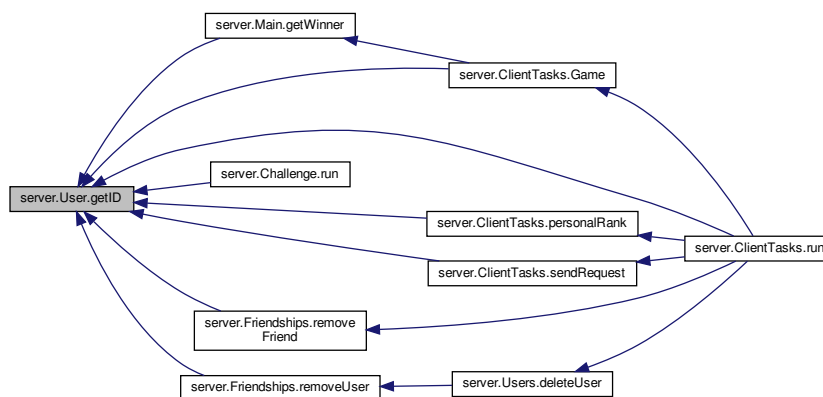 server.Main.getWinner
server.ClientTasks.Game
server.Challenge.run
server.User.getID
server.ClientTasks.personalRank
server.ClientTasks.run
server.ClientTasks.sendRequest
server.Friendships.remove
Friend
server.Friendships.removeUser
server.Users.deleteUser